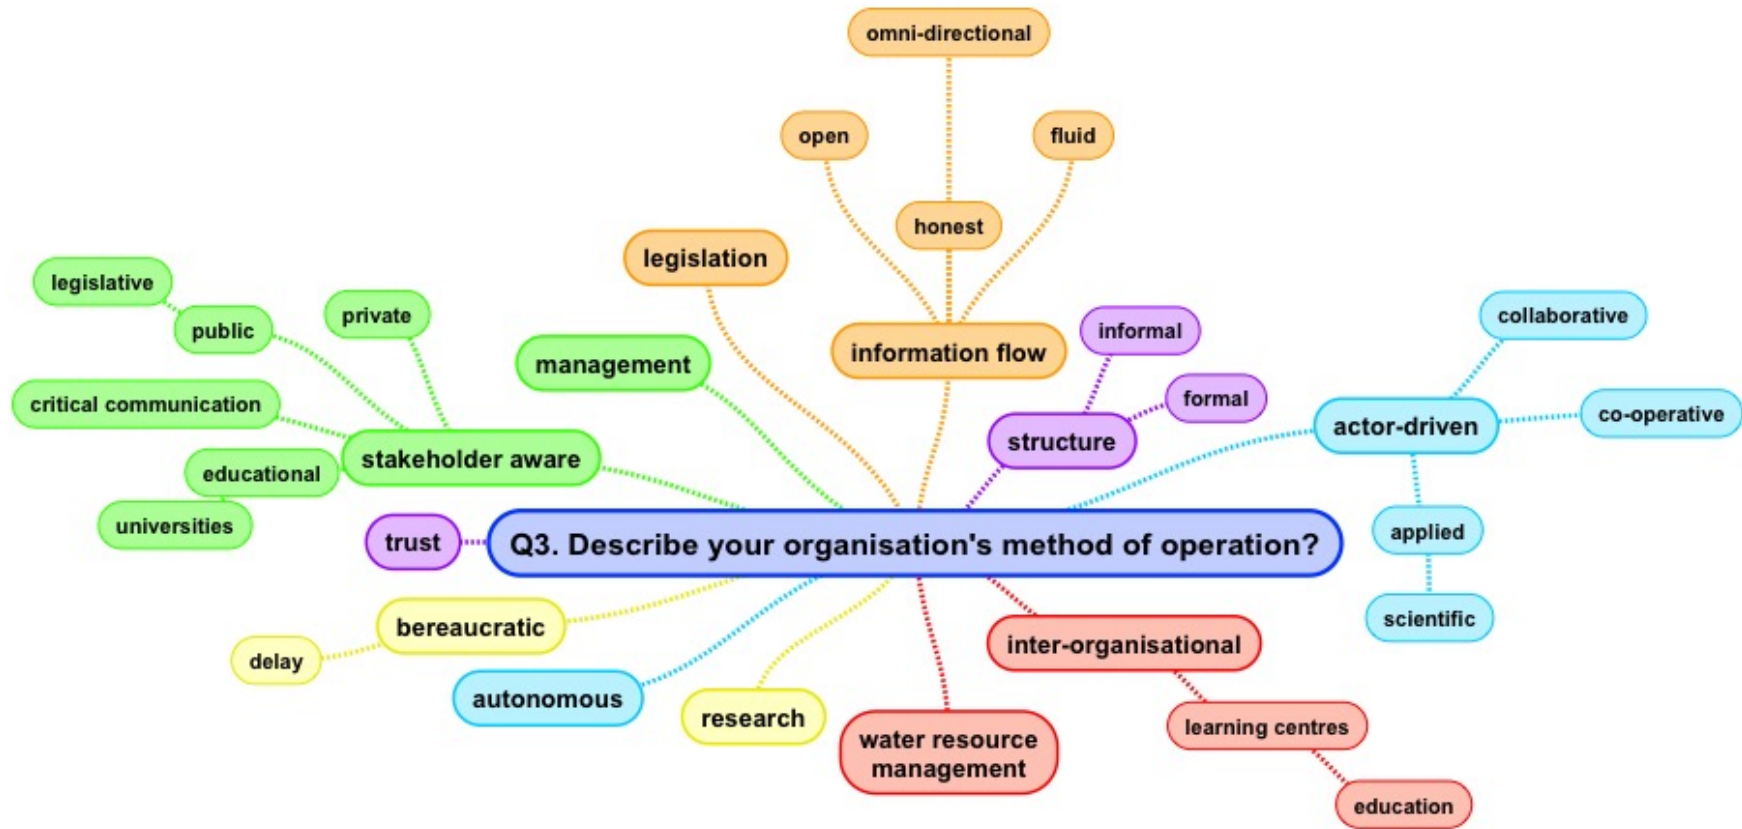 omni-directional
open
fluid
honest
legislation
legislative
private
public
informal
collaborative
information flow
management
formal
critical communication
co-operative
actor-driven
structure
stakeholder aware
educational
universities
applied
trust
Q3. Describe your organisation's method of operation?
scientific
bereaucratic
inter-organisational
delay
autonomous
research
learning centres
water resource
management
education